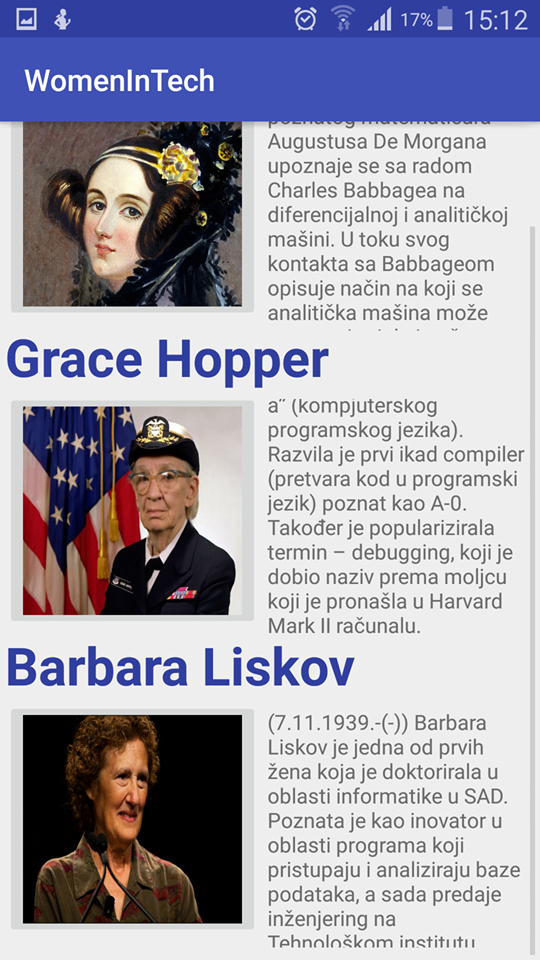 17% 15:12
WomenInTech
poznatog matematičara
Augustusa De Morgana
upoznaje se sa radom
Charles Babbagea na
diferencijalnoj i analitičkoj
mašini. U toku svog
kontakta sa Babbageom
opisuje način na koji se
analitička mašina može
Grace Hopper
a” (kompjuterskog
programskog jezika).
Razvila je prvi ikad compiler
(pretvara kod u programski
jezik) poznat kao A-0.
Također je popularizirala
termin – debugging, koji je
dobio naziv prema moljcu
koji je pronašla u Harvard
Mark II računalu.
Barbara Liskov
(7.11.1939.-(-)) Barbara
Liskov je jedna od prvih
žena koja je doktorirala u
oblasti informatike u SAD.
Poznata je kao inovator u
oblasti programa koji
pristupaju i analiziraju baze
podataka, a sada predaje
inženjering na
Tehnološkom institutu